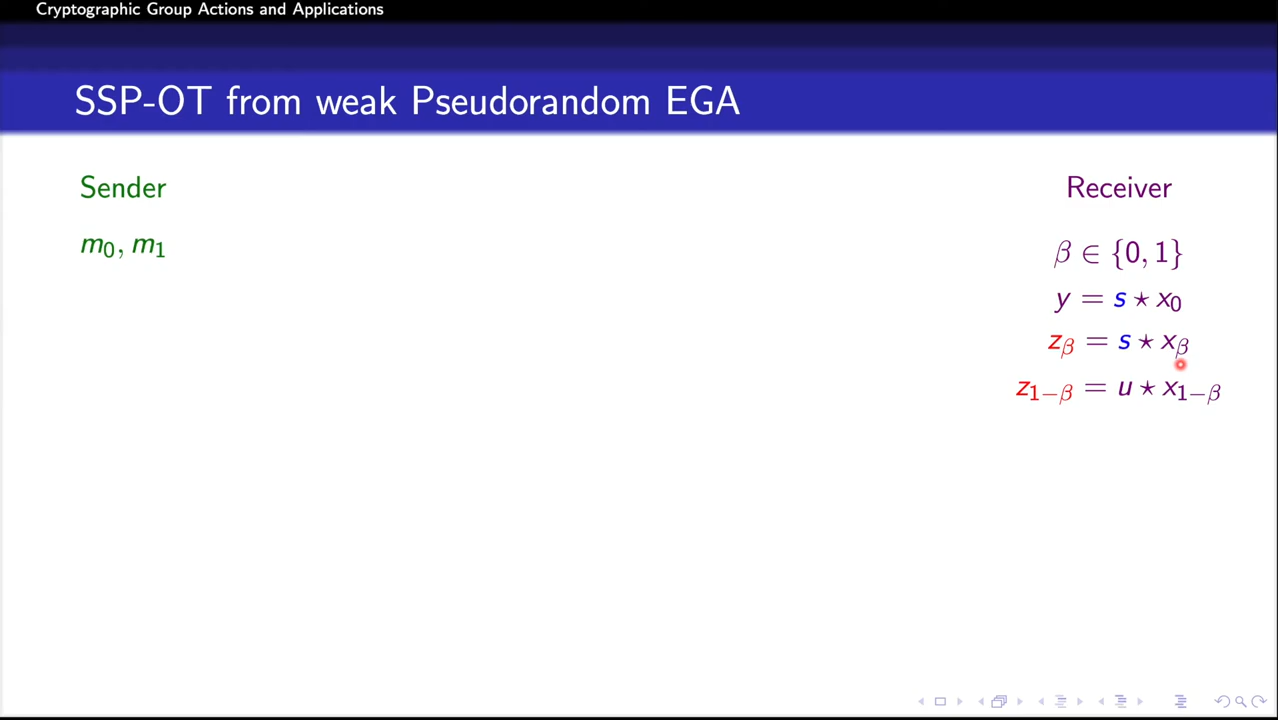 Cryptographic Group Actions and Applications
SSP-OT from weak Pseudorandom EGA
Sender
Receiver
m₀, m₁
β ∈ {0, 1}
y = s ⋆ x₀
z_β = s ⋆ x_β
z_{1−β} = u ⋆ x_{1−β}